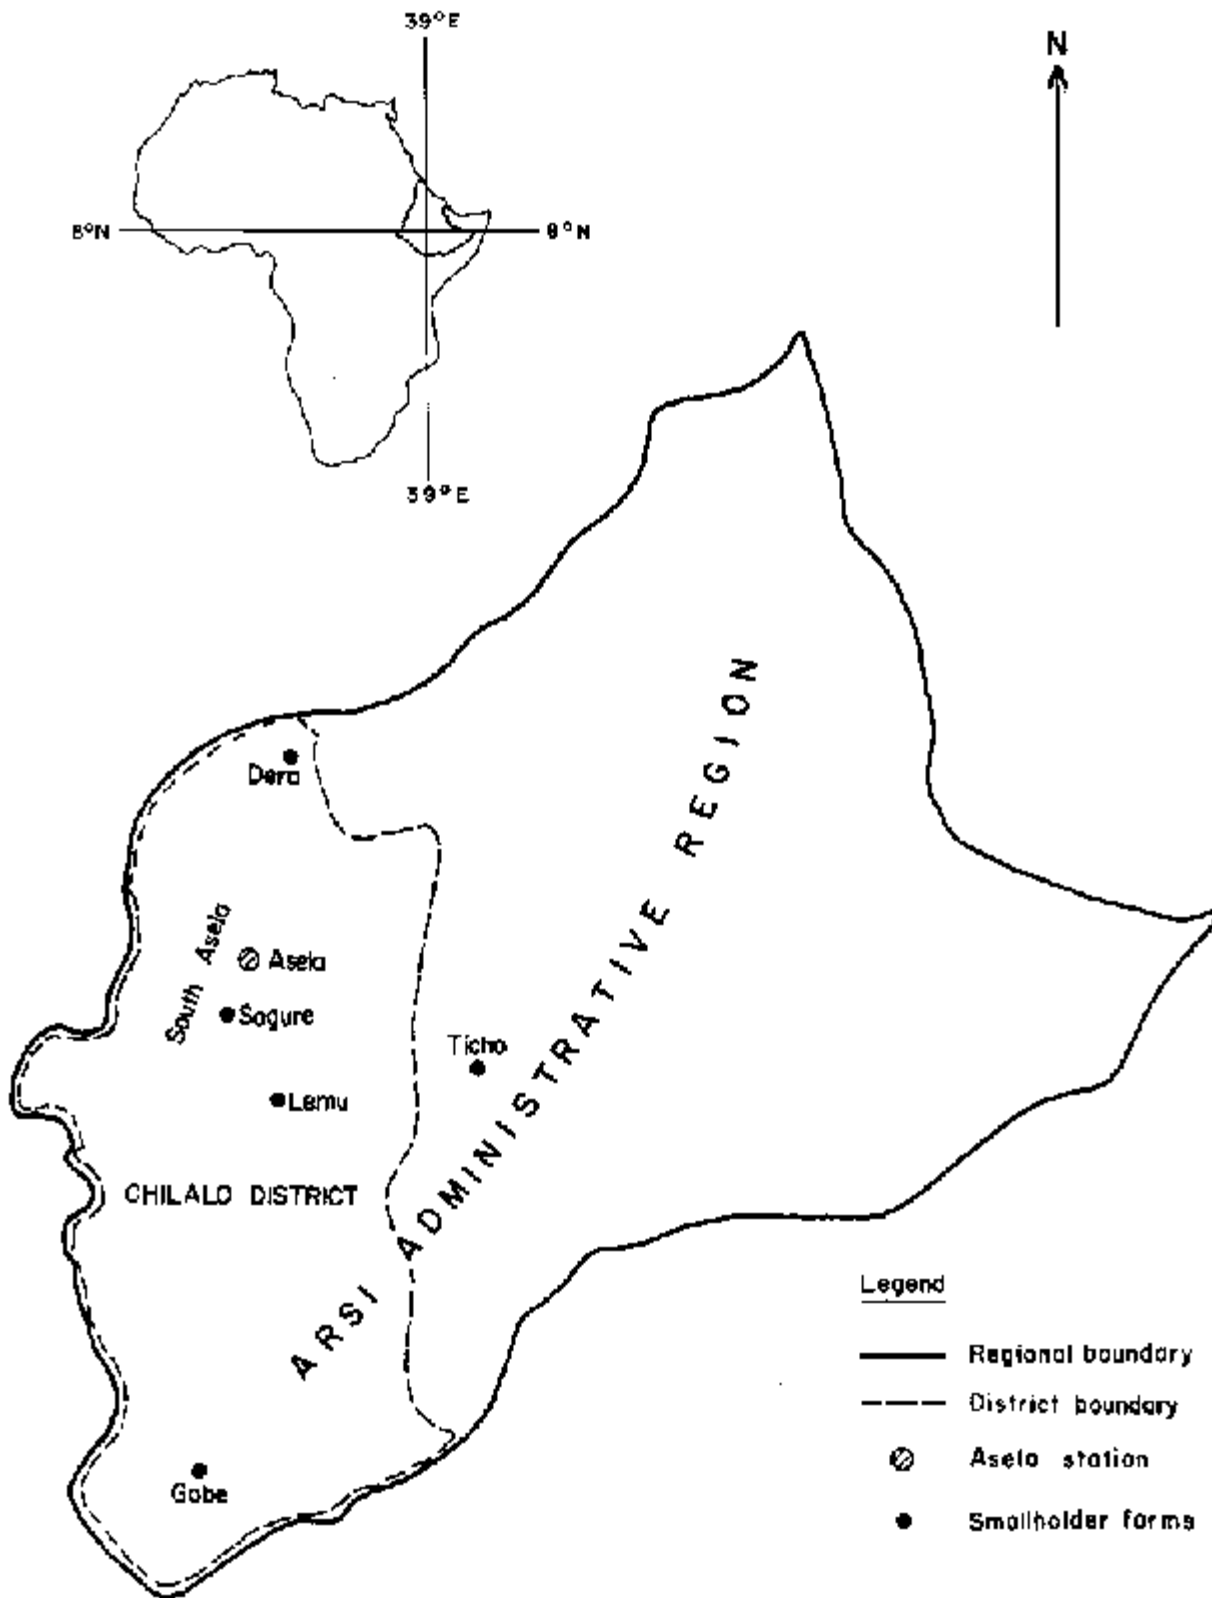 39°E
N
8°N
8°N
39°E
ARSI ADMINISTRATIVE REGION
Dera
South Asela
Asela
Sagure
Ticho
Lemu
CHILALO DISTRICT
Gobe
Legend
Regional boundary
District boundary
Asela station
Smallholder farms